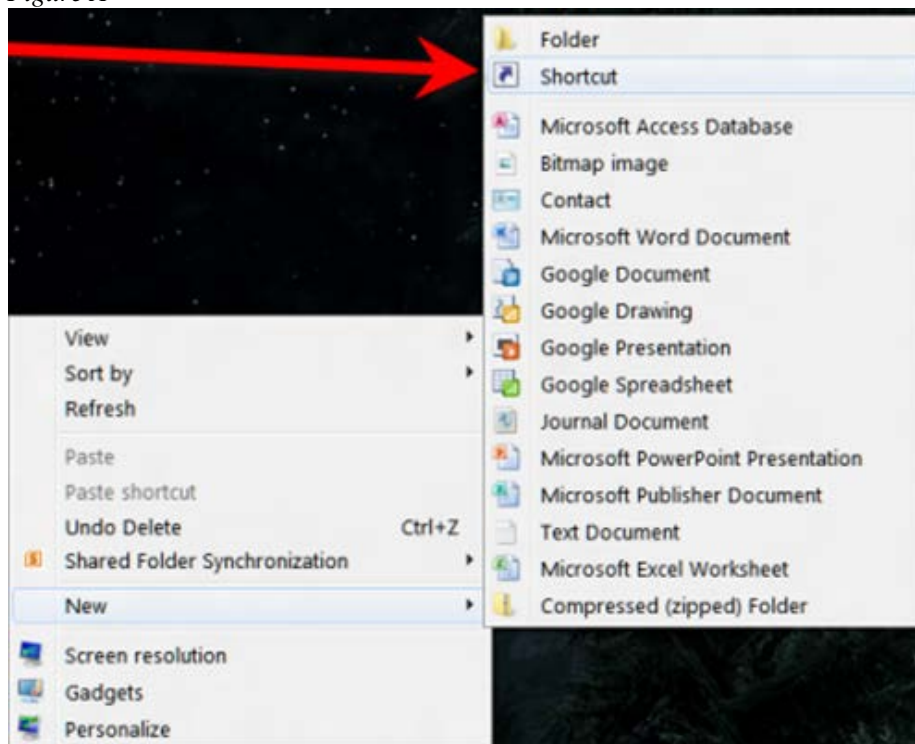 Folder
Shortcut
Microsoft Access Database
Bitmap image
Contact
Microsoft Word Document
Google Document
Google Drawing
Google Presentation
Google Spreadsheet
Journal Document
Microsoft PowerPoint Presentation
Microsoft Publisher Document
Text Document
Microsoft Excel Worksheet
Compressed (zipped) Folder
View
Sort by
Refresh
Paste
Paste shortcut
Undo Delete Ctrl+Z
Shared Folder Synchronization
New
Screen resolution
Gadgets
Personalize